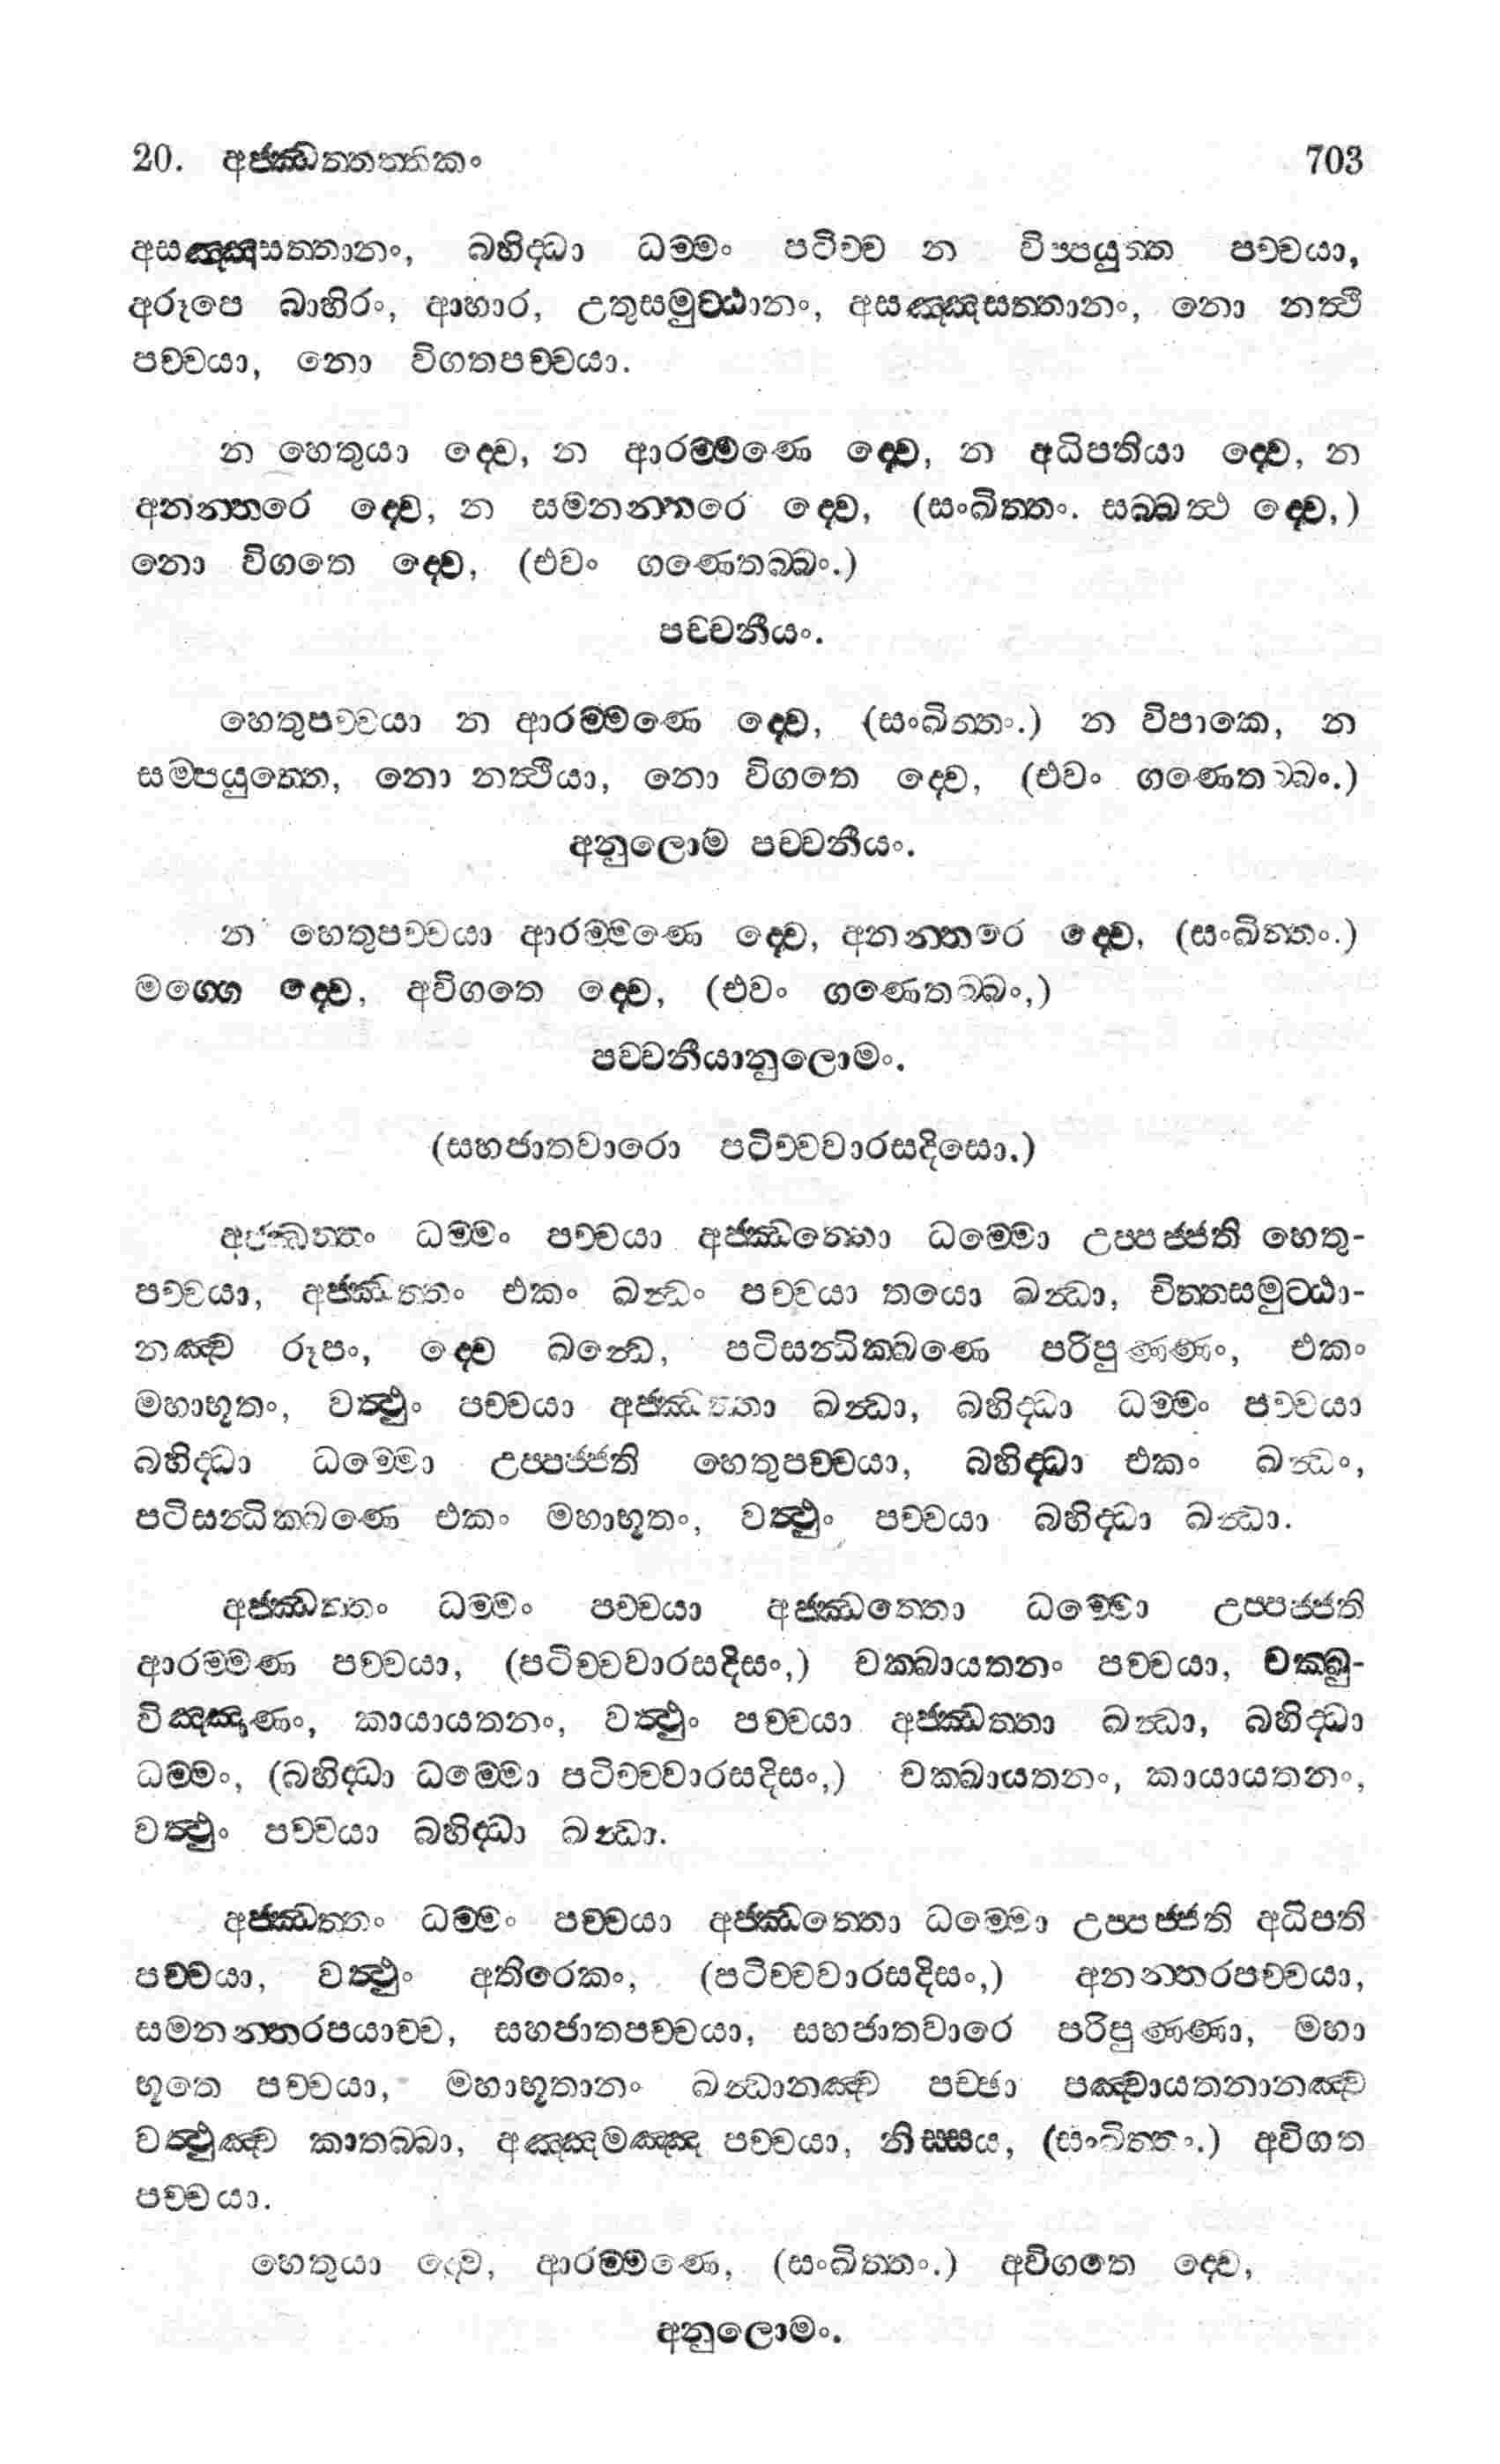 20. අජ්ඣත්තත්තිකං 703
අසඤ්ඤසත්තානං, බහිද්ධා ධම්මං පටිච්ච න විප්පයුත්ත පච්චයා,
අරූපෙ බාහිරං, ආහාර, උතුසමුට්ඨානං, අසඤ්ඤසත්තානං, නො නත්ථි
පච්චයා, නො විගතපච්චයා.
න හෙතුයා ද්වෙ, න ආරම්මණෙ ද්වෙ, න අධිපතියා ද්වෙ, න
අනන්තරෙ ද්වෙ, න සමනන්තරෙ ද්වෙ, (සංඛිත්තං. සබ්බත්ථ ද්වෙ,)
නො විගතෙ ද්වෙ, (එවං ගණෙතබ්බං.)
පච්චනීයං.
හෙතුපච්චයා න ආරම්මණෙ ද්වෙ, (සංඛිත්තං.) න විපාකෙ, න
සම්පයුත්තෙ, නො නත්ථියා, නො විගතෙ ද්වෙ, (එවං ගණෙතබ්බං.)
අනුලොම පච්චනීයං.
න හෙතුපච්චයා ආරම්මණෙ ද්වෙ, අනන්තරෙ ද්වෙ, (සංඛිත්තං.)
මග්ගෙ ද්වෙ, අවිගතෙ ද්වෙ, (එවං ගණෙතබ්බං,)
පච්චනීයානුලොමං.
(සහජාතවාරො පටිච්චවාරසදිසො.)
අජ්ඣත්තං ධම්මං පච්චයා අජ්ඣත්තො ධම්මො උප්පජ්ජති හෙතු-
පච්චයා, අජ්ඣත්තං එකං ඛන්ධං පච්චයා තයො ඛන්ධා, චිත්තසමුට්ඨා-
නඤ්ච රූපං, ද්වෙ ඛන්ධෙ, පටිසන්ධික්ඛණෙ පරිපුණ්ණං, එකං
මහාභූතං, වත්ථුං පච්චයා අජ්ඣත්තා ඛන්ධා, බහිද්ධා ධම්මං පච්චයා
බහිද්ධා ධම්මො උප්පජ්ජති හෙතුපච්චයා, බහිද්ධා එකං ඛන්ධං,
පටිසන්ධික්ඛණෙ එකං මහාභූතං, වත්ථුං පච්චයා බහිද්ධා ඛන්ධා.
අජ්ඣත්තං ධම්මං පච්චයා අජ්ඣත්තො ධම්මො උප්පජ්ජති
ආරම්මණ පච්චයා, (පටිච්චවාරසදිසං,) චක්ඛායතනං පච්චයා, චක්ඛු-
විඤ්ඤාණං, කායායතනං, වත්ථුං පච්චයා අජ්ඣත්තා ඛන්ධා, බහිද්ධා
ධම්මං, (බහිද්ධා ධම්මො පටිච්චවාරසදිසං,) චක්ඛායතනං, කායායතනං,
වත්ථුං පච්චයා බහිද්ධා ඛන්ධා.
අජ්ඣත්තං ධම්මං පච්චයා අජ්ඣත්තො ධම්මො උප්පජ්ජති අධිපති
පච්චයා, වත්ථුං අතිරෙකං, (පටිච්චවාරසදිසං,) අනන්තරපච්චයා,
සමනන්තරපයාච්ච, සහජාතපච්චයා, සහජාතවාරෙ පරිපුණ්ණා, මහා
භූතෙ පච්චයා, මහාභූතානං ඛන්ධානඤ්ච පච්ඡා පඤ්චායතනානඤ්ච
වත්ථුඤ්ච කාතබ්බා, අඤ්ඤමඤ්ඤ පච්චයා, නිස්සය, (සංඛිත්තං.) අවිගත
පච්චයා.
හෙතුයා ද්වෙ, ආරම්මණෙ, (සංඛිත්තං.) අවිගතෙ ද්වෙ,
අනුලොමං.